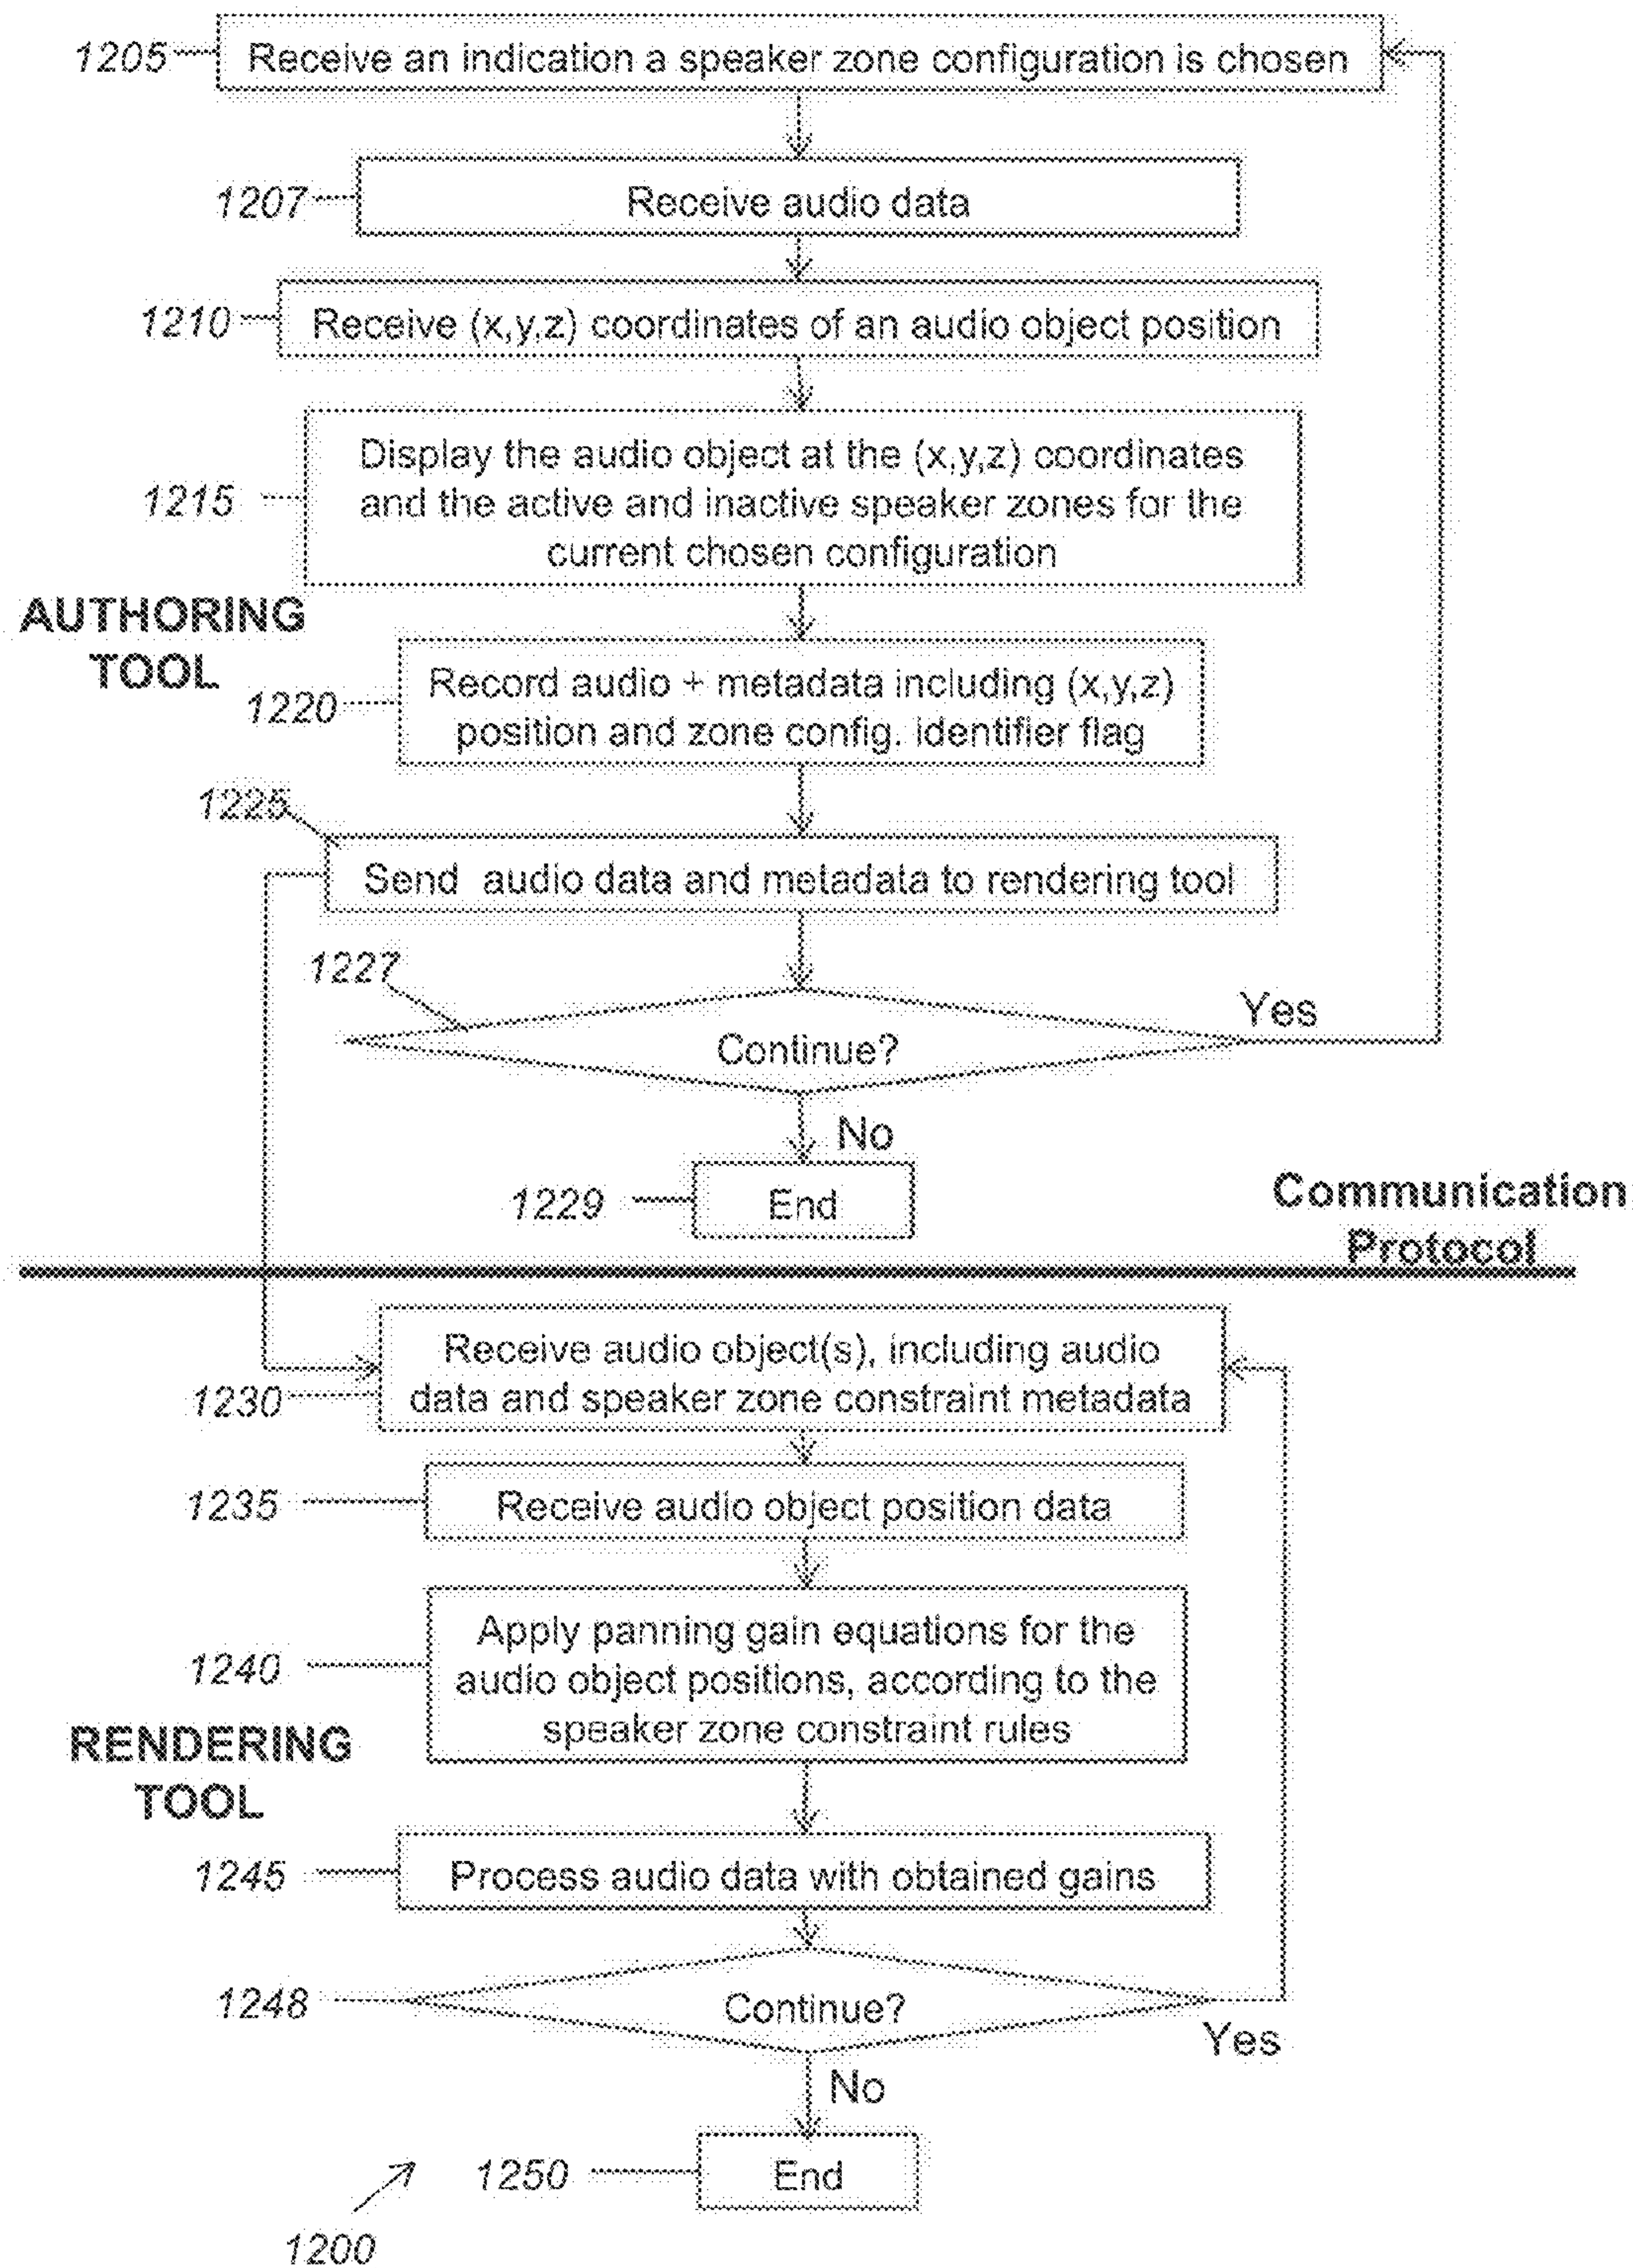 1205
Receive an indication a speaker zone configuration is chosen
1207
Receive audio data
1210
Receive (x,y,z) coordinates of an audio object position
1215
Display the audio object at the (x,y,z) coordinates
and the active and inactive speaker zones for the
current chosen configuration
AUTHORING
TOOL
1220
Record audio + metadata including (x,y,z)
position and zone config. identifier flag
1225
Send audio data and metadata to rendering tool
1227
Continue?
Yes
No
1229
End
Communication
Protocol
Receive audio object(s), including audio
data and speaker zone constraint metadata
1230
1235
Receive audio object position data
1240
Apply panning gain equations for the
audio object positions, according to the
speaker zone constraint rules
RENDERING
TOOL
1245
Process audio data with obtained gains
1248
Continue?
Yes
No
1250
End
1200